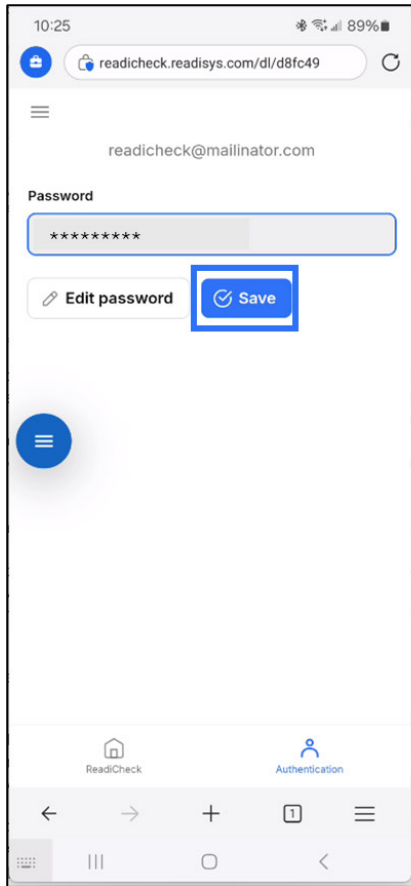 10:25 89%
readicheck.readisys.com/dl/d8fc49
readicheck@mailinator.com
Password
*********
Edit password Save
ReadiCheck Authentication
1